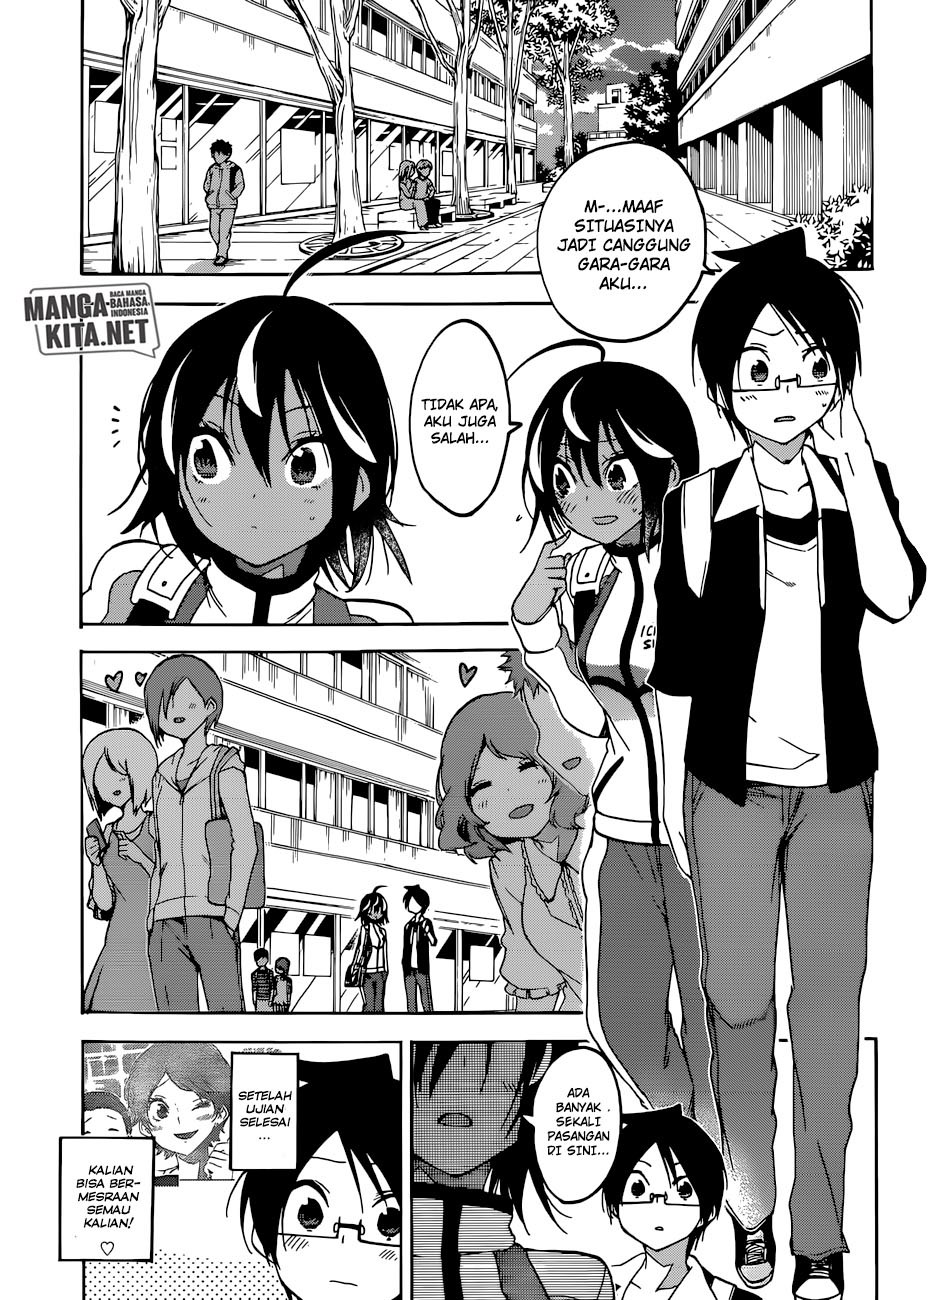 M-...MAAF
SITUASINYA
JADI CANGGUNG
GARA-GARA
AKU...
MANGA
KITA.NET
BACA MANGA
BAHASA
INDONESIA
TIDAK APA,
AKU JUGA
SALAH...
ADA
BANYAK
SEKALI
PASANGAN
DI SINI...
SETELAH
UJIAN
SELESAI
...
KALIAN
BISA BER-
MESRAAN
SEMAU
KALIAN!
♡